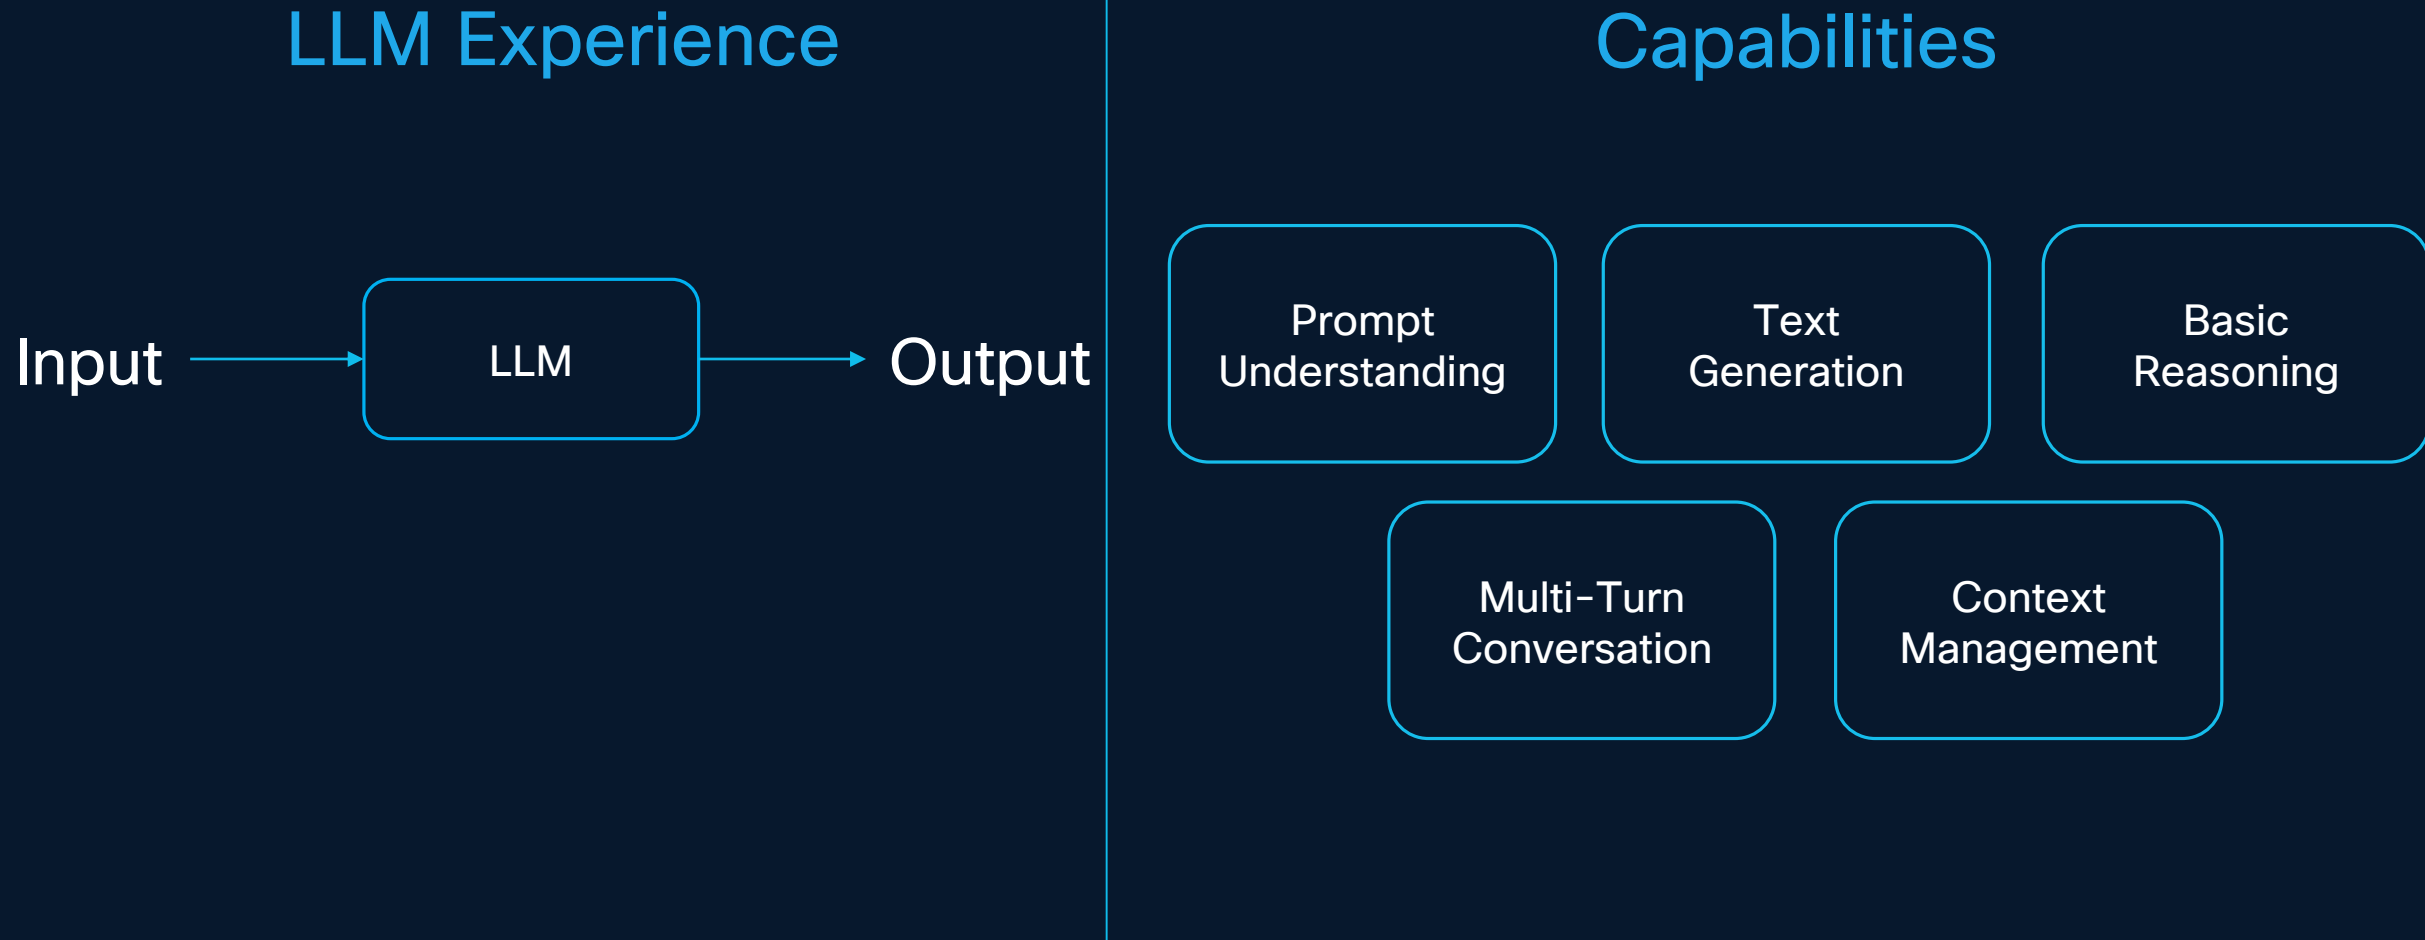 LLM Experience
Input
LLM
Output
Capabilities
Prompt
Understanding
Text
Generation
Basic
Reasoning
Multi-Turn
Conversation
Context
Management